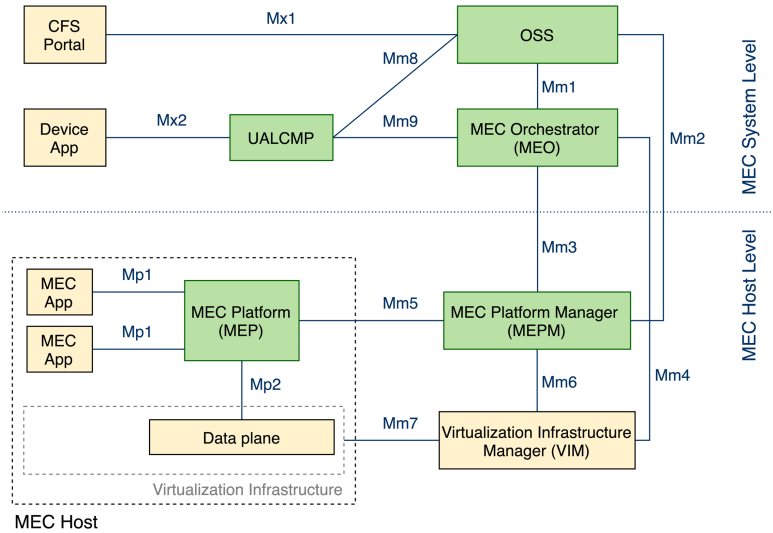 CFS
Portal
Mx1
OSS
Mm8
Mm1
Device
App
Mx2
UALCMP
Mm9
MEC Orchestrator
(MEO)
Mm2
MEC System Level
Mm3
MEC Host Level
MEC
App
Mp1
MEC
App
Mp1
MEC Platform
(MEP)
Mm5
MEC Platform Manager
(MEPM)
Mp2
Mm6
Mm4
Data plane
Mm7
Virtualization Infrastructure
Manager (VIM)
Virtualization Infrastructure
MEC Host